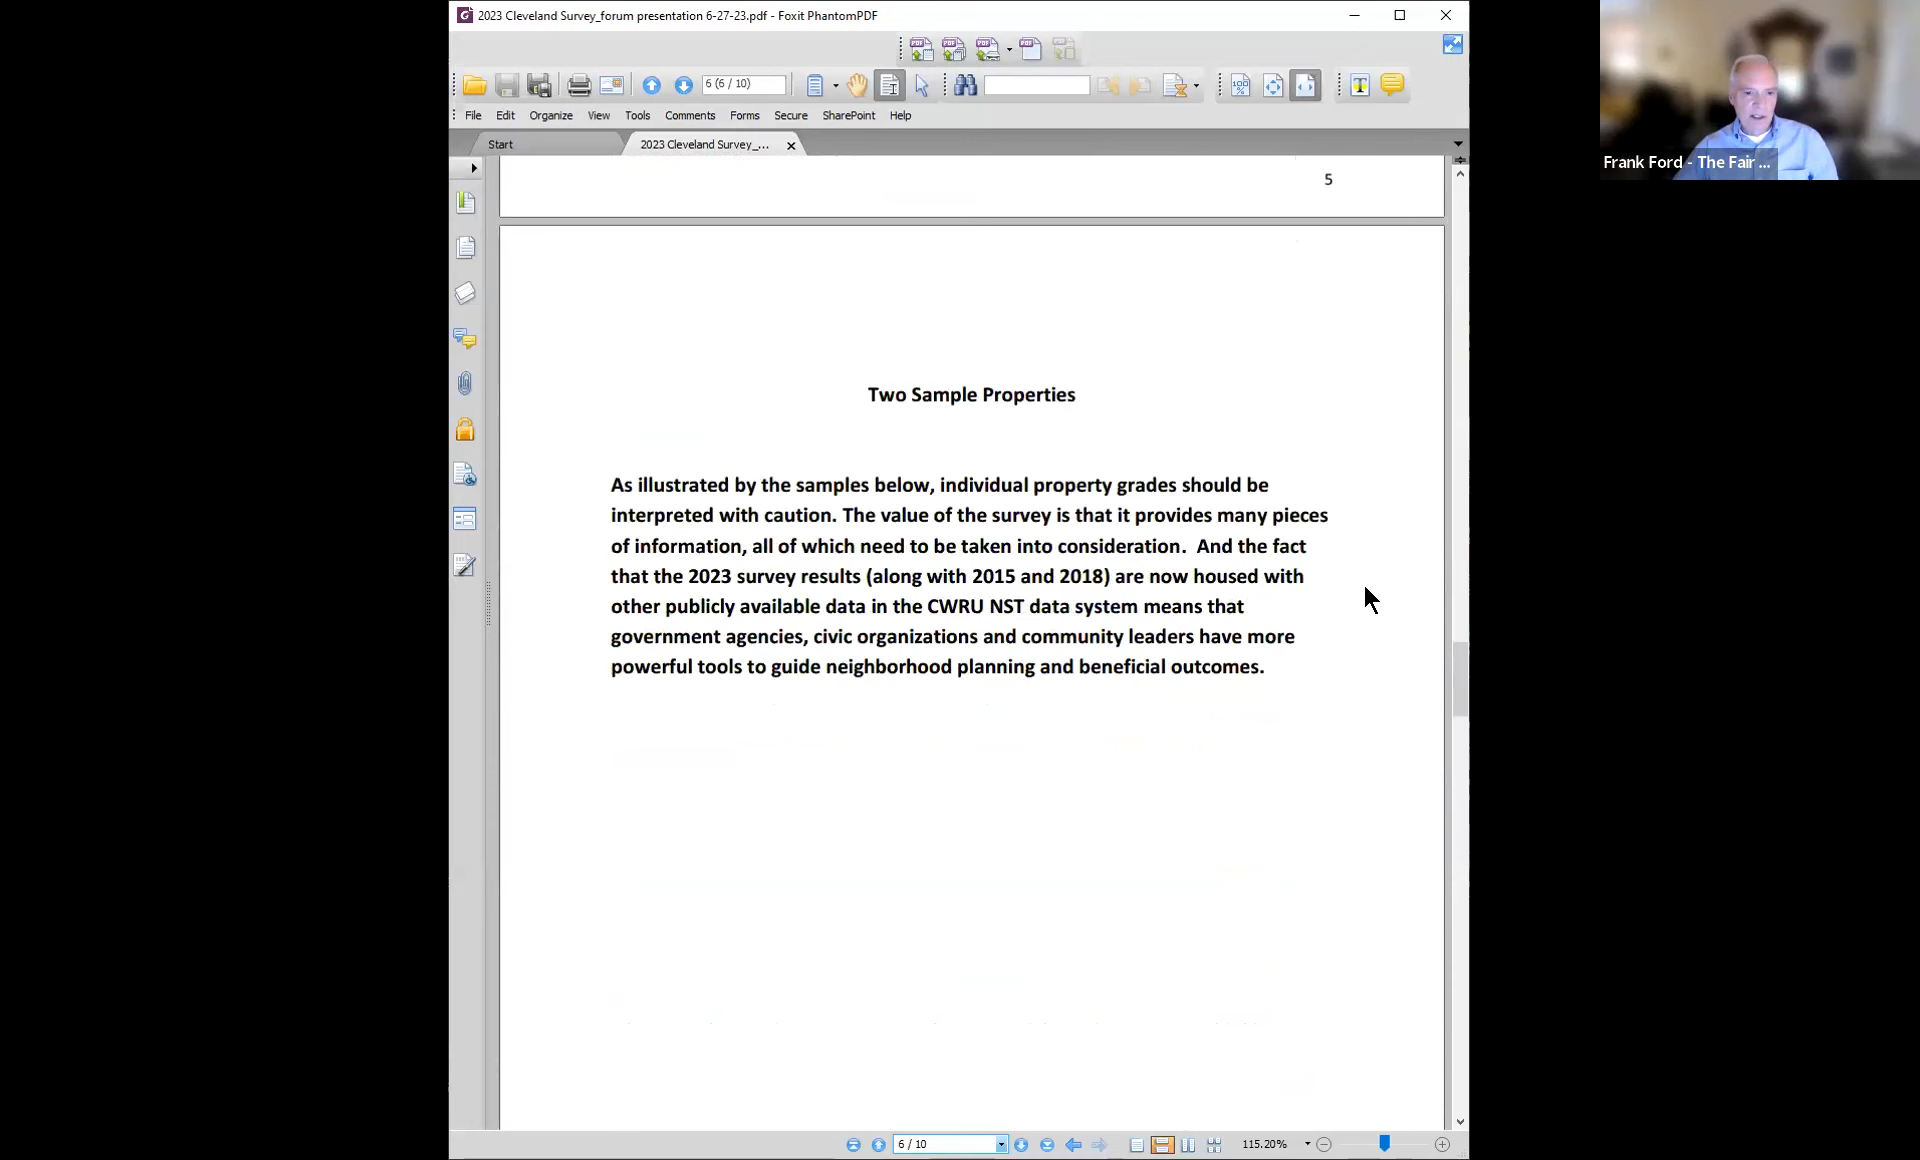 2023 Cleveland Survey_forum presentation 6-27-23.pdf - Foxit PhantomPDF
6 (6 / 10)
File Edit Organize View Tools Comments Forms Secure SharePoint Help
Start 2023 Cleveland Survey_...
Frank Ford - The Fair ...
5
Two Sample Properties
As illustrated by the samples below, individual property grades should be
interpreted with caution. The value of the survey is that it provides many pieces
of information, all of which need to be taken into consideration.  And the fact
that the 2023 survey results (along with 2015 and 2018) are now housed with
other publicly available data in the CWRU NST data system means that
government agencies, civic organizations and community leaders have more
powerful tools to guide neighborhood planning and beneficial outcomes.
6 / 10 115.20%